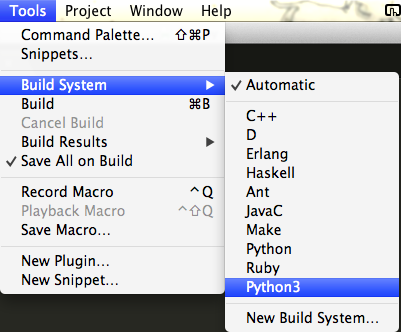 Tools Project Window Help
Command Palette… ⇧⌘P
Snippets…
Build System
Build ⌘B
Cancel Build
Build Results
Save All on Build
Record Macro ^Q
Playback Macro ^⇧Q
Save Macro…
New Plugin…
New Snippet…
Automatic
C++
D
Erlang
Haskell
Ant
JavaC
Make
Python
Ruby
Python3
New Build System…